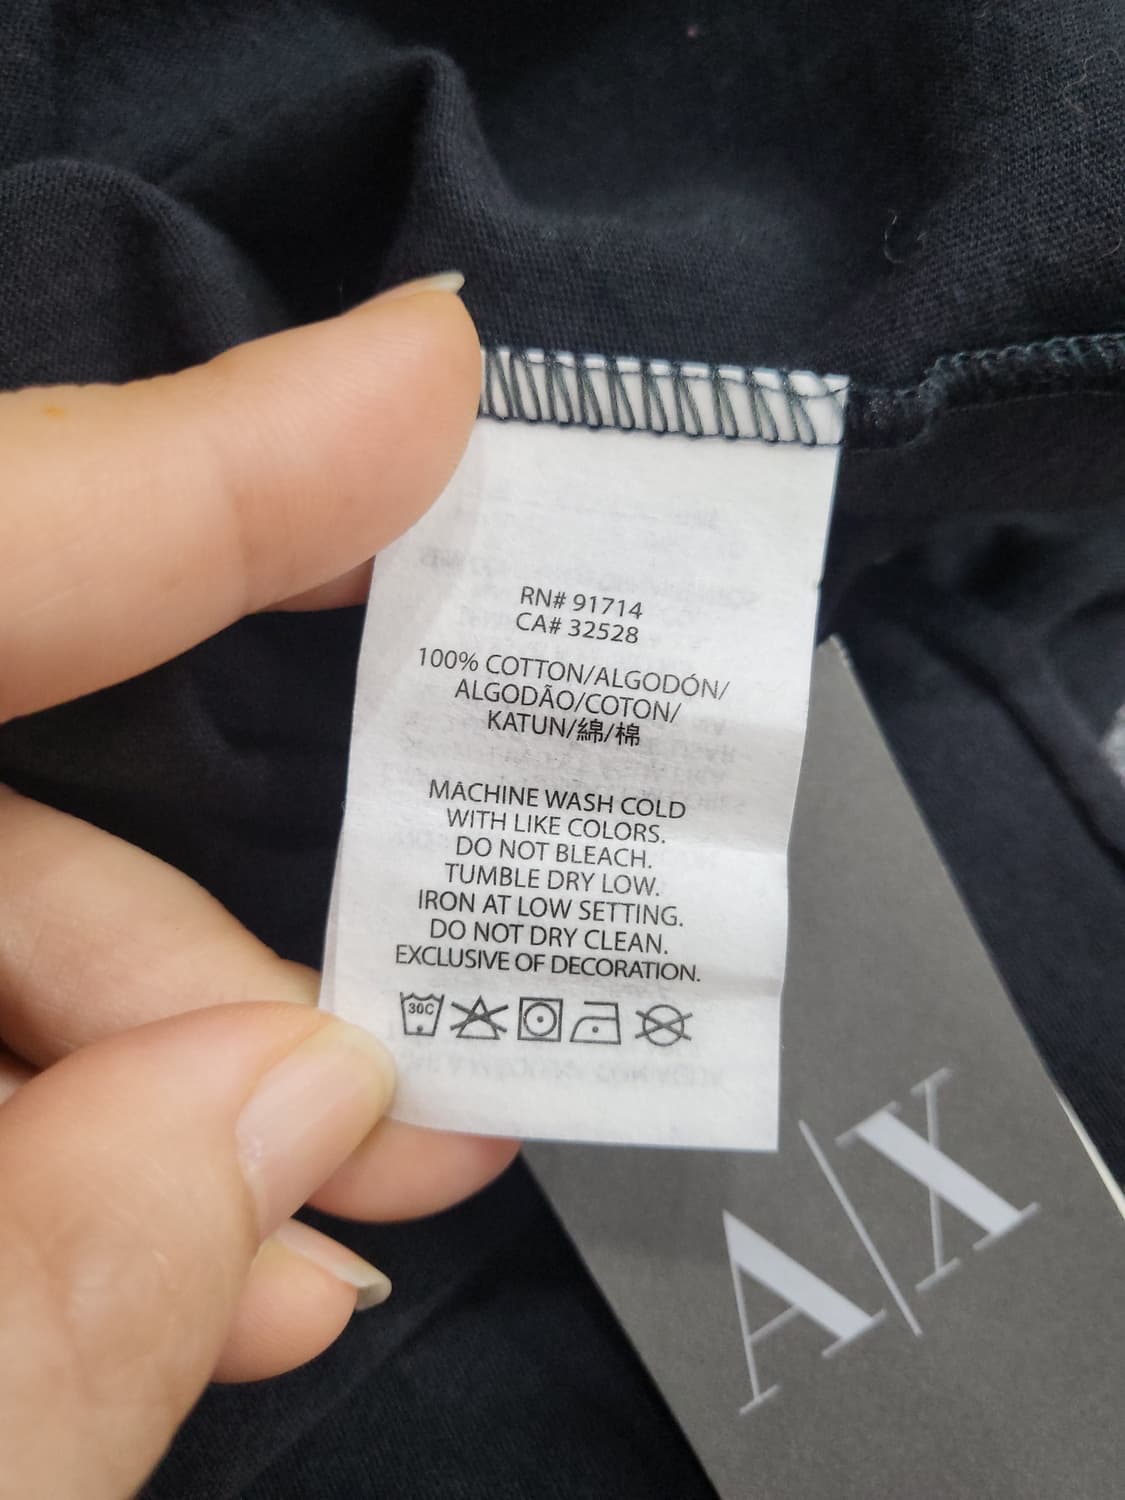 RN# 91714
CA# 32528
100% COTTON/ALGODÓN/
ALGODÃO/COTON/
KATUN/綿/棉
MACHINE WASH COLD
WITH LIKE COLORS.
DO NOT BLEACH.
TUMBLE DRY LOW.
IRON AT LOW SETTING.
DO NOT DRY CLEAN.
EXCLUSIVE OF DECORATION.
30C
A/X